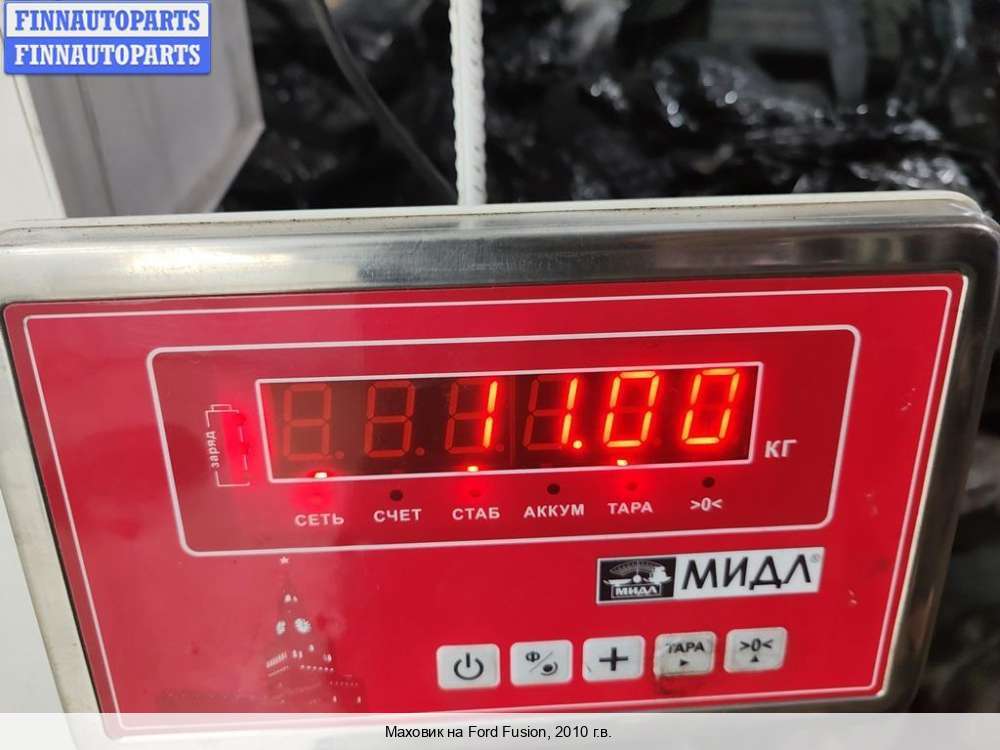 FINNAUTOPARTS
FINNAUTOPARTS
заряд
11.00
КГ
СЕТЬ СЧЕТ СТАБ АККУМ ТАРА >0<
МИДЛ
МИДЛ®
Ф/
+
ТАРА
>0<
Маховик на Ford Fusion, 2010 г.в.